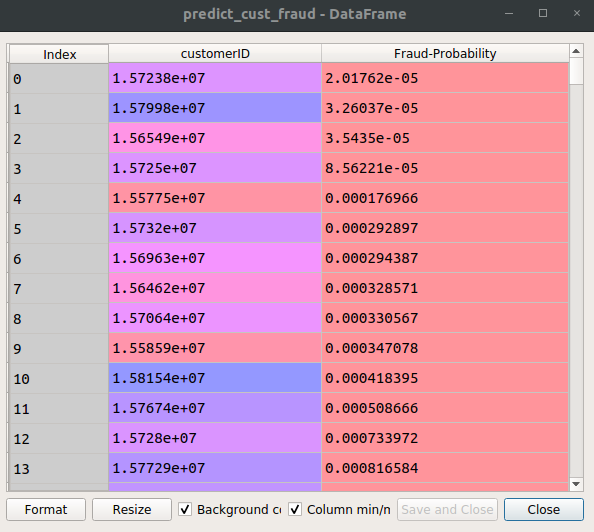 predict_cust_fraud - DataFrame
Index customerID Fraud-Probability
0 1.57238e+07 2.01762e-05
1 1.57998e+07 3.26037e-05
2 1.56549e+07 3.5435e-05
3 1.5725e+07 8.56221e-05
4 1.55775e+07 0.000176966
5 1.5732e+07 0.000292897
6 1.56963e+07 0.000294387
7 1.56462e+07 0.000328571
8 1.57064e+07 0.000330567
9 1.55859e+07 0.000347078
10 1.58154e+07 0.000418395
11 1.57674e+07 0.000508666
12 1.5728e+07 0.000733972
13 1.57729e+07 0.000816584
Format Resize Background co Column min/n Save and Close Close